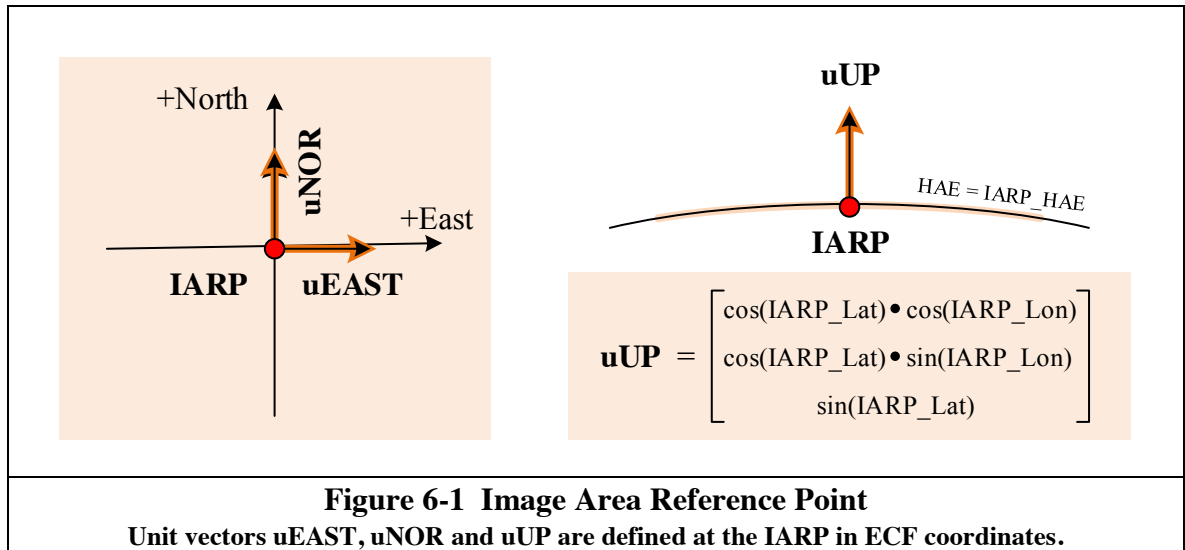 +North
uNOR
+East
IARP
uEAST
uUP
HAE = IARP_HAE
IARP
uUP =
cos(IARP_Lat) • cos(IARP_Lon)
cos(IARP_Lat) • sin(IARP_Lon)
sin(IARP_Lat)
Figure 6-1 Image Area Reference Point
Unit vectors uEAST, uNOR and uUP are defined at the IARP in ECF coordinates.